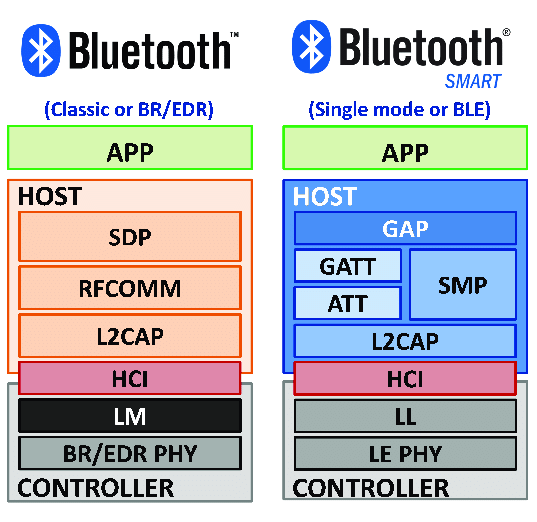 Bluetooth™
(Classic or BR/EDR)
APP
HOST
SDP
RFCOMM
L2CAP
HCI
LM
BR/EDR PHY
CONTROLLER
Bluetooth®
SMART
(Single mode or BLE)
APP
HOST
GAP
GATT
ATT
SMP
L2CAP
HCI
LL
LE PHY
CONTROLLER